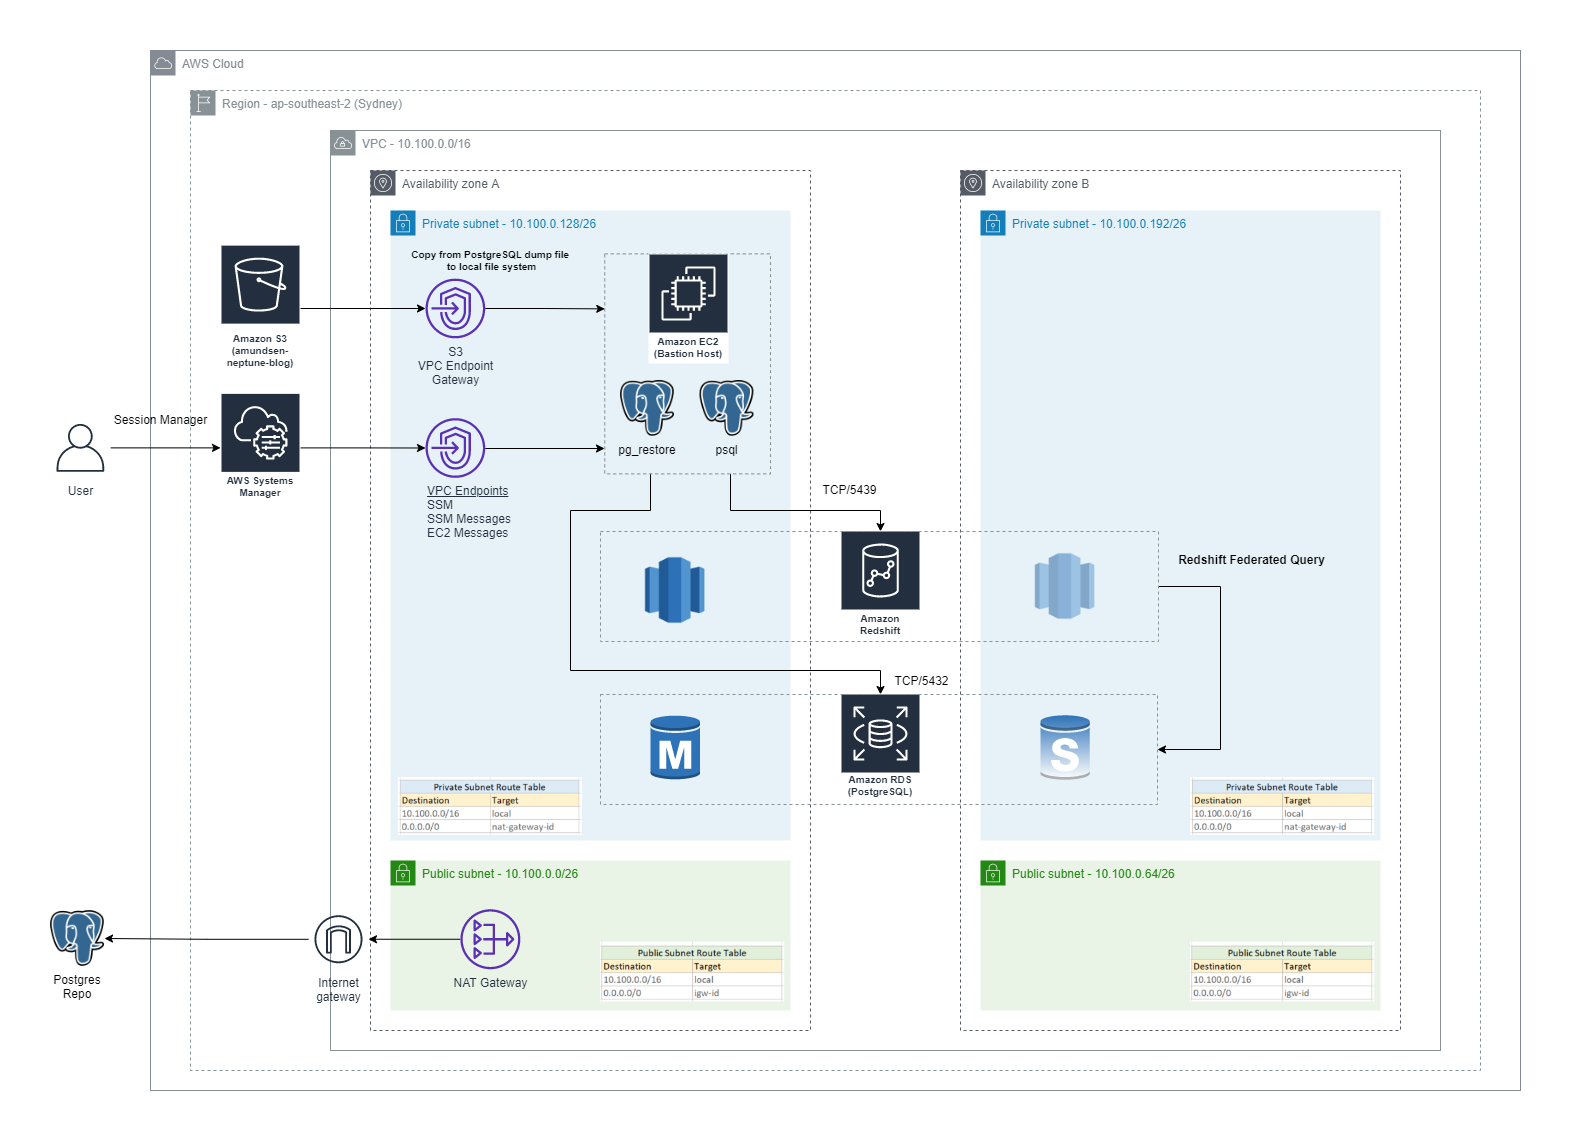 AWS Cloud
Region - ap-southeast-2 (Sydney)
VPC - 10.100.0.0/16
Availability zone A
Availability zone B
Private subnet - 10.100.0.128/26
Private subnet - 10.100.0.192/26
Copy from PostgreSQL dump file
to local file system
Amazon S3
(amundsen-
neptune-blog)
S3
VPC Endpoint
Gateway
Amazon EC2
(Bastion Host)
pg_restore
psql
Session Manager
User
AWS Systems
Manager
VPC Endpoints
SSM
SSM Messages
EC2 Messages
TCP/5439
Amazon
Redshift
Redshift Federated Query
TCP/5432
M
S
Amazon RDS
(PostgreSQL)
Private Subnet Route Table
Destination Target
10.100.0.0/16 local
0.0.0.0/0 nat-gateway-id
Private Subnet Route Table
Destination Target
10.100.0.0/16 local
0.0.0.0/0 nat-gateway-id
Public subnet - 10.100.0.0/26
Public subnet - 10.100.0.64/26
Postgres
Repo
Internet
gateway
NAT Gateway
Public Subnet Route Table
Destination Target
10.100.0.0/16 local
0.0.0.0/0 igw-id
Public Subnet Route Table
Destination Target
10.100.0.0/16 local
0.0.0.0/0 igw-id